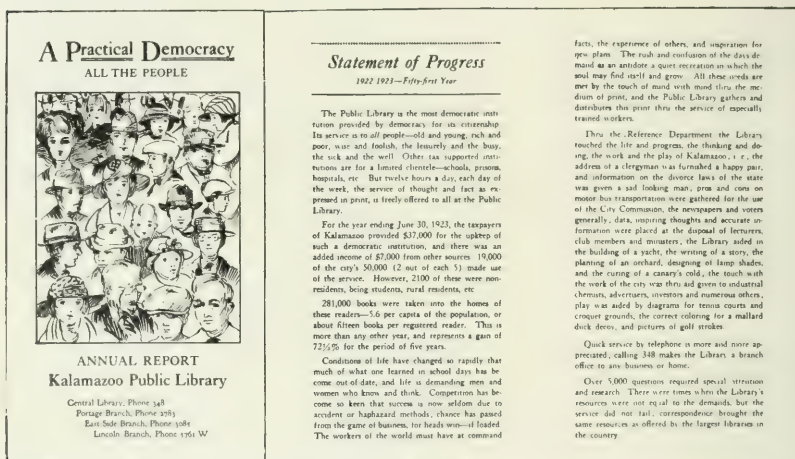 A Practical Democracy
ALL THE PEOPLE
ANNUAL REPORT
Kalamazoo Public Library
Central Library, Phone 348
Portage Branch, Phone 2785
East Side Branch, Phone 3085
Lincoln Branch, Phone 1761 W
Statement of Progress
1922 1923—Fifty-first Year
The Public Library is the most democratic insti
tution provided by democracy for its citizenship
Its service is to all people—old and young, rich and
poor, wise and foolish, the leisurely and the busy,
the sick and the well Other tax supported insti-
tutions are for a limited clientele—schools, prisons,
hospitals, etc But twelve hours a day, each day of
the week, the service of thought and fact as ex-
pressed in print, is freely offered to all at the Public
Library.
For the year ending June 30, 1923, the taxpayers
of Kalamazoo provided $37,000 for the upkeep of
such a democratic institution, and there was an
added income of $7,000 from other sources 19,000
of the city's 50,000 (2 out of each 5) made use
of the service. However, 2100 of these were non-
residents, being students, rural residents, etc
281,000 books were taken into the homes of
these readers—5.6 per capita of the population, or
about fifteen books per registered reader. This is
more than any other year, and represents a gain of
72½% for the period of five years.
Conditions of life have changed so rapidly that
much of what one learned in school days has be
come out-of-date, and life is demanding men and
women who know and think. Competition has be-
come so keen that success is now seldom due to
accident or haphazard methods, chance has passed
from the game of business, for heads win—if loaded
The workers of the world must have at command
facts, the experience of others, and inspiration for
new plans The rush and confusion of the days de-
mand as an antidote a quiet recreation in which the
soul may find itself and grow All these needs are
met by the touch of mind with mind thru the me-
dium of print, and the Public Library gathers and
distributes this print thru the service of especially
trained workers.
Thru the Reference Department the Library
touched the life and progress, the thinking and do-
ing, the work and the play of Kalamazoo, i e, the
address of a clergyman was furnished a happy pair,
and information on the divorce laws of the state
was given a sad looking man, pros and cons on
motor bus transportation were gathered for the use
of the City Commission, the newspapers and voters
generally, data, inspiring thoughts and accurate in-
formation were placed at the disposal of lecturers,
club members and ministers, the Library aided in
the building of a yacht, the writing of a story, the
planting of an orchard, designing of lamp shades,
and the curing of a canary's cold, the touch with
the work of the city was thru aid given to industrial
chemists, advertisers, investors and numerous others,
play was aided by diagrams for tennis courts and
croquet grounds, the correct coloring for a mallard
duck decoy, and pictures of golf strokes
Quick service by telephone is more and more ap-
preciated, calling 348 makes the Library a branch
office to any business or home.
Over 5,000 questions required special attention
and research There were times when the Library's
resources were not equal to the demands, but the
service did not fail, correspondence brought the
same resources as offered by the largest libraries in
the country